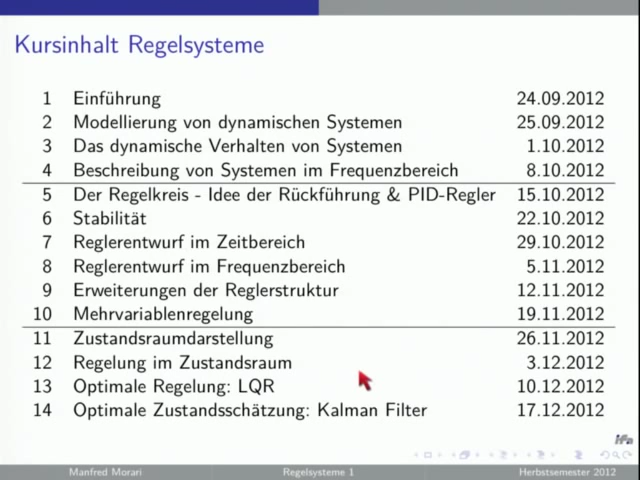 Kursinhalt Regelsysteme
1 Einführung 24.09.2012
2 Modellierung von dynamischen Systemen 25.09.2012
3 Das dynamische Verhalten von Systemen 1.10.2012
4 Beschreibung von Systemen im Frequenzbereich 8.10.2012
5 Der Regelkreis - Idee der Rückführung & PID-Regler 15.10.2012
6 Stabilität 22.10.2012
7 Reglerentwurf im Zeitbereich 29.10.2012
8 Reglerentwurf im Frequenzbereich 5.11.2012
9 Erweiterungen der Reglerstruktur 12.11.2012
10 Mehrvariablenregelung 19.11.2012
11 Zustandsraumdarstellung 26.11.2012
12 Regelung im Zustandsraum 3.12.2012
13 Optimale Regelung: LQR 10.12.2012
14 Optimale Zustandsschätzung: Kalman Filter 17.12.2012
Manfred Morari Regelsysteme 1 Herbstsemester 2012